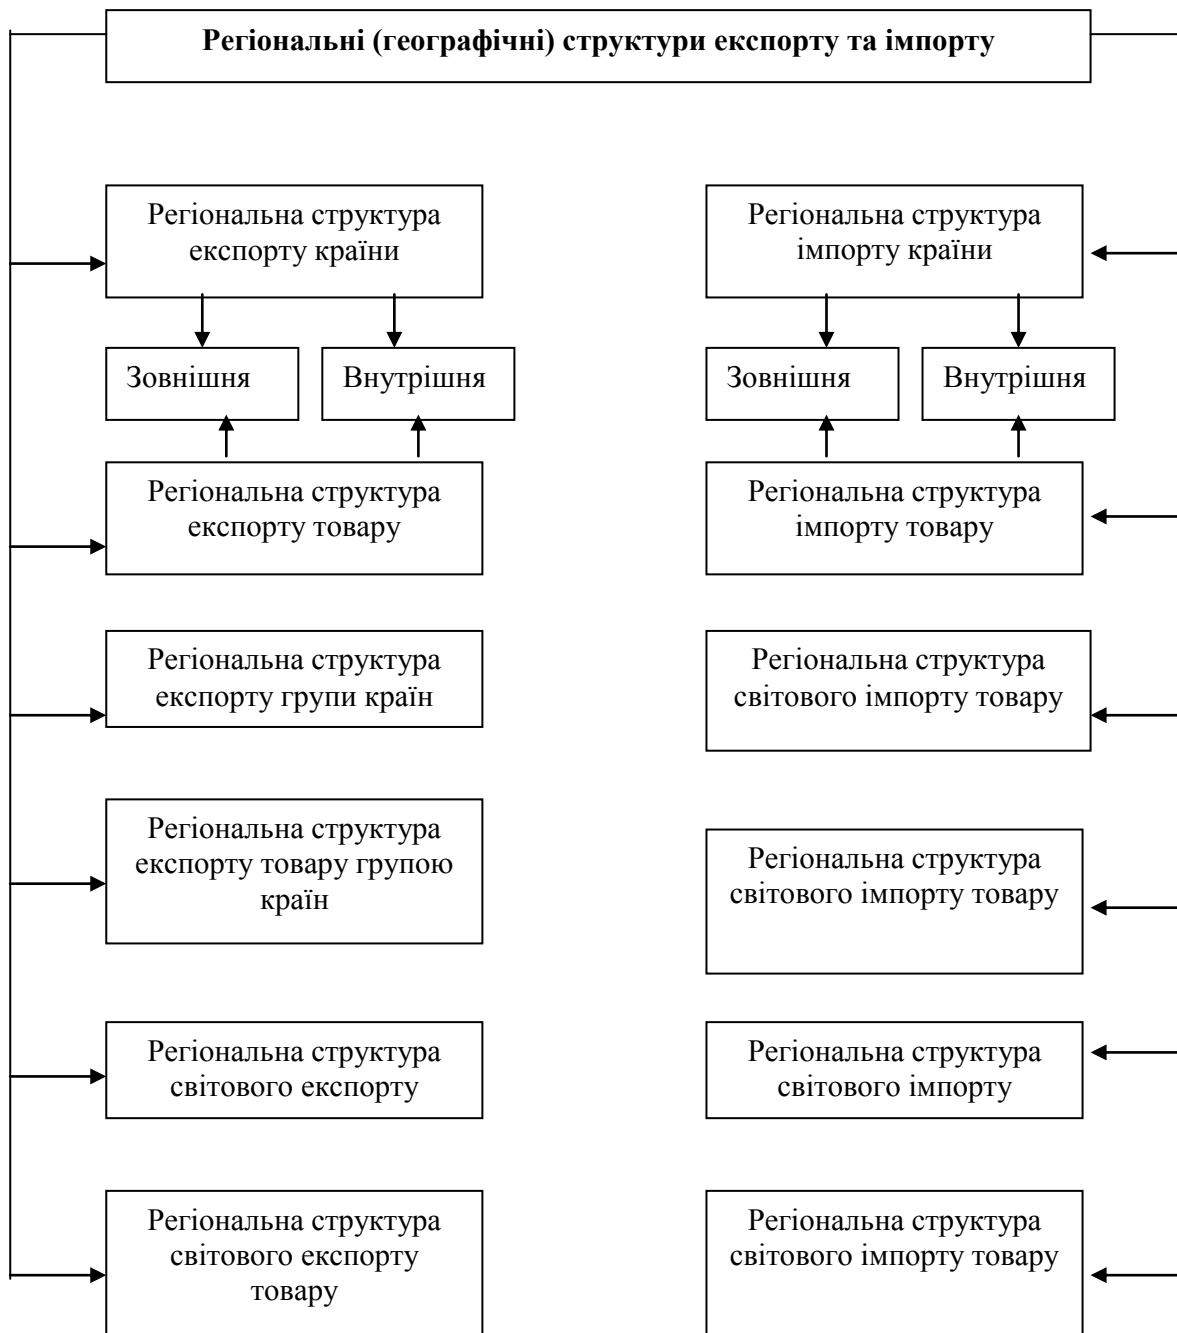 Регіональні (географічні) структури експорту та імпорту
Регіональна структура
експорту країни
Регіональна структура
імпорту країни
Зовнішня
Внутрішня
Зовнішня
Внутрішня
Регіональна структура
експорту товару
Регіональна структура
імпорту товару
Регіональна структура
експорту групи країн
Регіональна структура
світового імпорту товару
Регіональна структура
експорту товару групою
країн
Регіональна структура
світового імпорту товару
Регіональна структура
світового експорту
Регіональна структура
світового імпорту
Регіональна структура
світового експорту
товару
Регіональна структура
світового імпорту товару